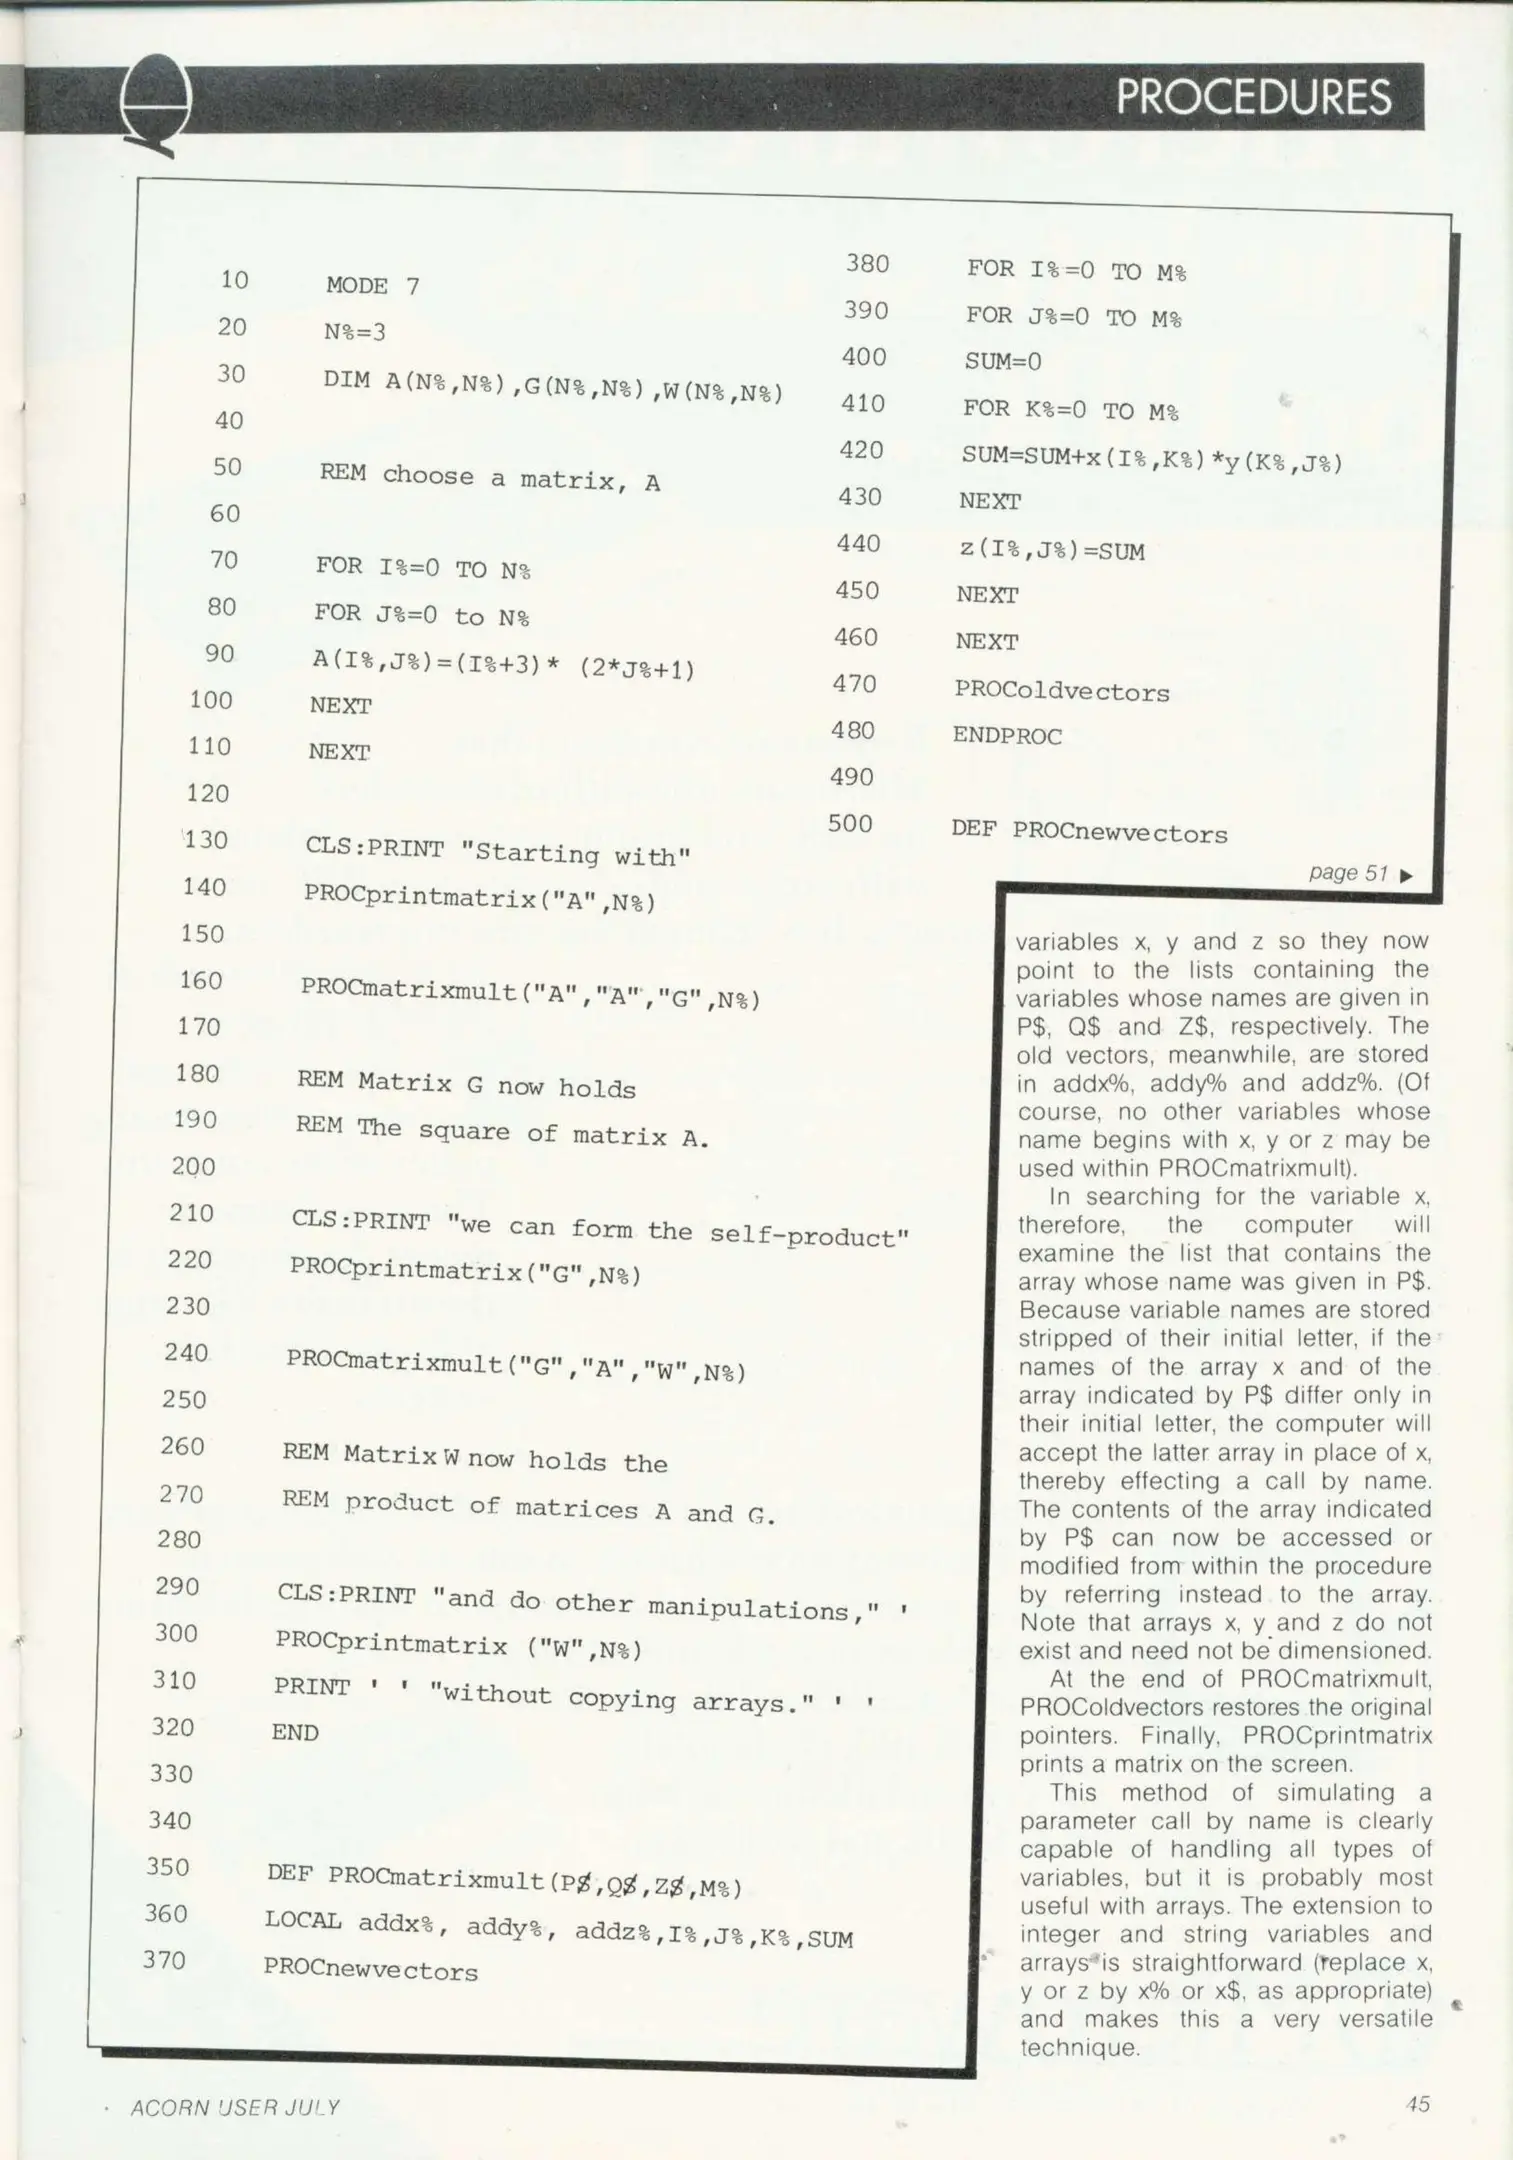 PROCEDURES
10 MODE 7
20 N%=3
30 DIM A(N%,N%),G(N%,N%),W(N%,N%)
40
50 REM choose a matrix, A
60
70 FOR I%=0 TO N%
80 FOR J%=0 to N%
90 A(I%,J%)=(I%+3)* (2*J%+1)
100 NEXT
110 NEXT
120
130 CLS:PRINT "Starting with"
140 PROCprintmatrix("A",N%)
150
160 PROCmatrixmult("A","A","G",N%)
170
180 REM Matrix G now holds
190 REM The square of matrix A.
200
210 CLS:PRINT "we can form the self-product"
220 PROCprintmatrix("G",N%)
230
240 PROCmatrixmult("G","A","W",N%)
250
260 REM Matrix W now holds the
270 REM product of matrices A and G.
280
290 CLS:PRINT "and do other manipulations," '
300 PROCprintmatrix ("W",N%)
310 PRINT ' ' "without copying arrays." ' '
320 END
330
340
350 DEF PROCmatrixmult(P$,Q$,Z$,M%)
360 LOCAL addx%, addy%, addz%,I%,J%,K%,SUM
370 PROCnewvectors
380 FOR I%=0 TO M%
390 FOR J%=0 TO M%
400 SUM=0
410 FOR K%=0 TO M%
420 SUM=SUM+x(I%,K%)*y(K%,J%)
430 NEXT
440 z(I%,J%)=SUM
450 NEXT
460 NEXT
470 PROColdvectors
480 ENDPROC
490
500 DEF PROCnewvectors
page 51 ►
variables x, y and z so they now
point to the lists containing the
variables whose names are given in
P$, Q$ and Z$, respectively. The
old vectors, meanwhile, are stored
in addx%, addy% and addz%. (Of
course, no other variables whose
name begins with x, y or z may be
used within PROCmatrixmult).
In searching for the variable x,
therefore, the computer will
examine the list that contains the
array whose name was given in P$.
Because variable names are stored
stripped of their initial letter, if the
names of the array x and of the
array indicated by P$ differ only in
their initial letter, the computer will
accept the latter array in place of x,
thereby effecting a call by name.
The contents of the array indicated
by P$ can now be accessed or
modified from within the procedure
by referring instead to the array.
Note that arrays x, y and z do not
exist and need not be dimensioned.
At the end of PROCmatrixmult,
PROColdvectors restores the original
pointers. Finally, PROCprintmatrix
prints a matrix on the screen.
This method of simulating a
parameter call by name is clearly
capable of handling all types of
variables, but it is probably most
useful with arrays. The extension to
integer and string variables and
arrays is straightforward (replace x,
y or z by x% or x$, as appropriate)
and makes this a very versatile
technique.
ACORN USER JULY
45